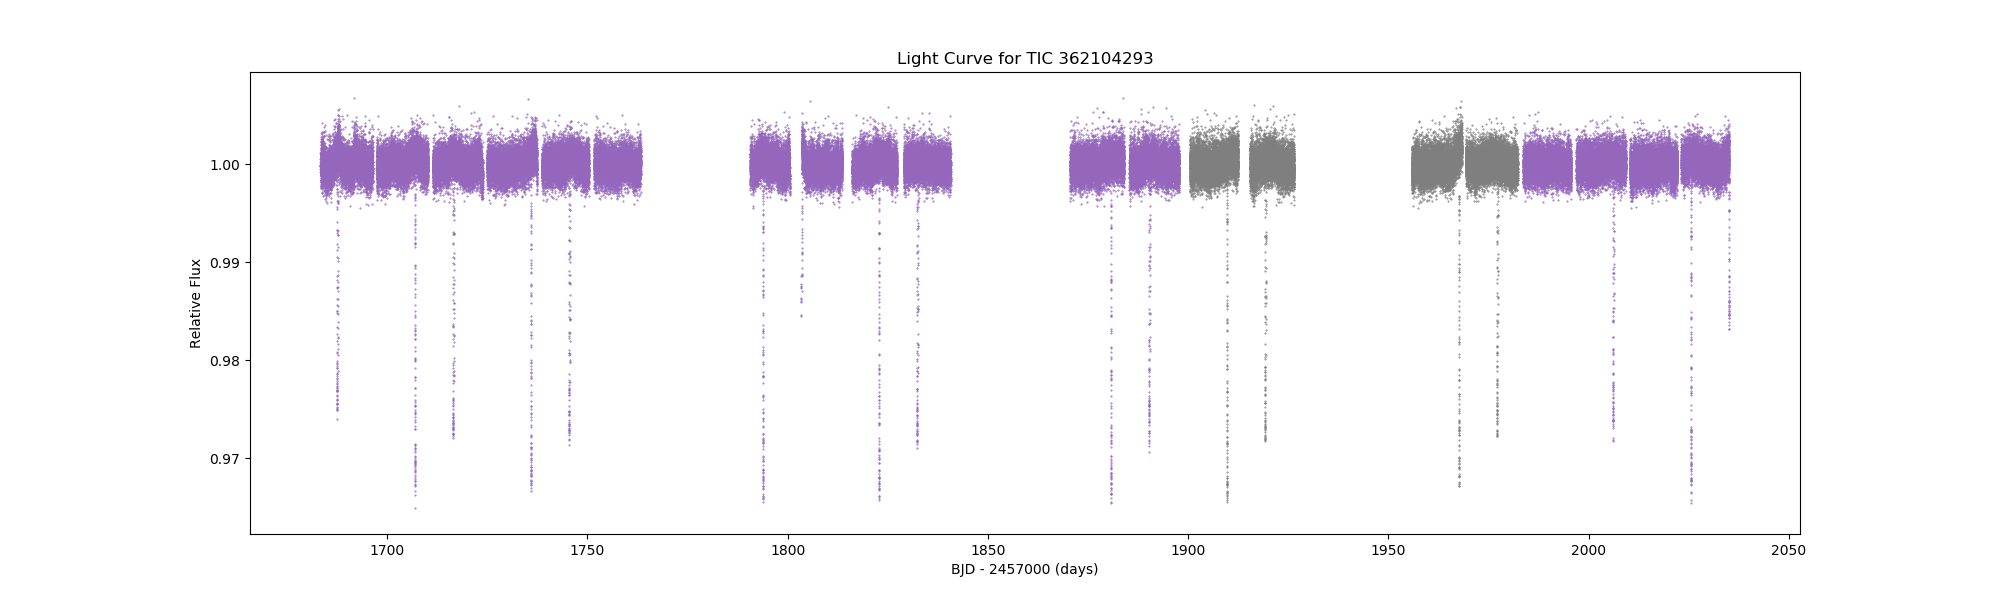 Light Curve for TIC 362104293
Relative Flux
1.00
0.99
0.98
0.97
1700 1750 1800 1850 1900 1950 2000 2050
BJD - 2457000 (days)